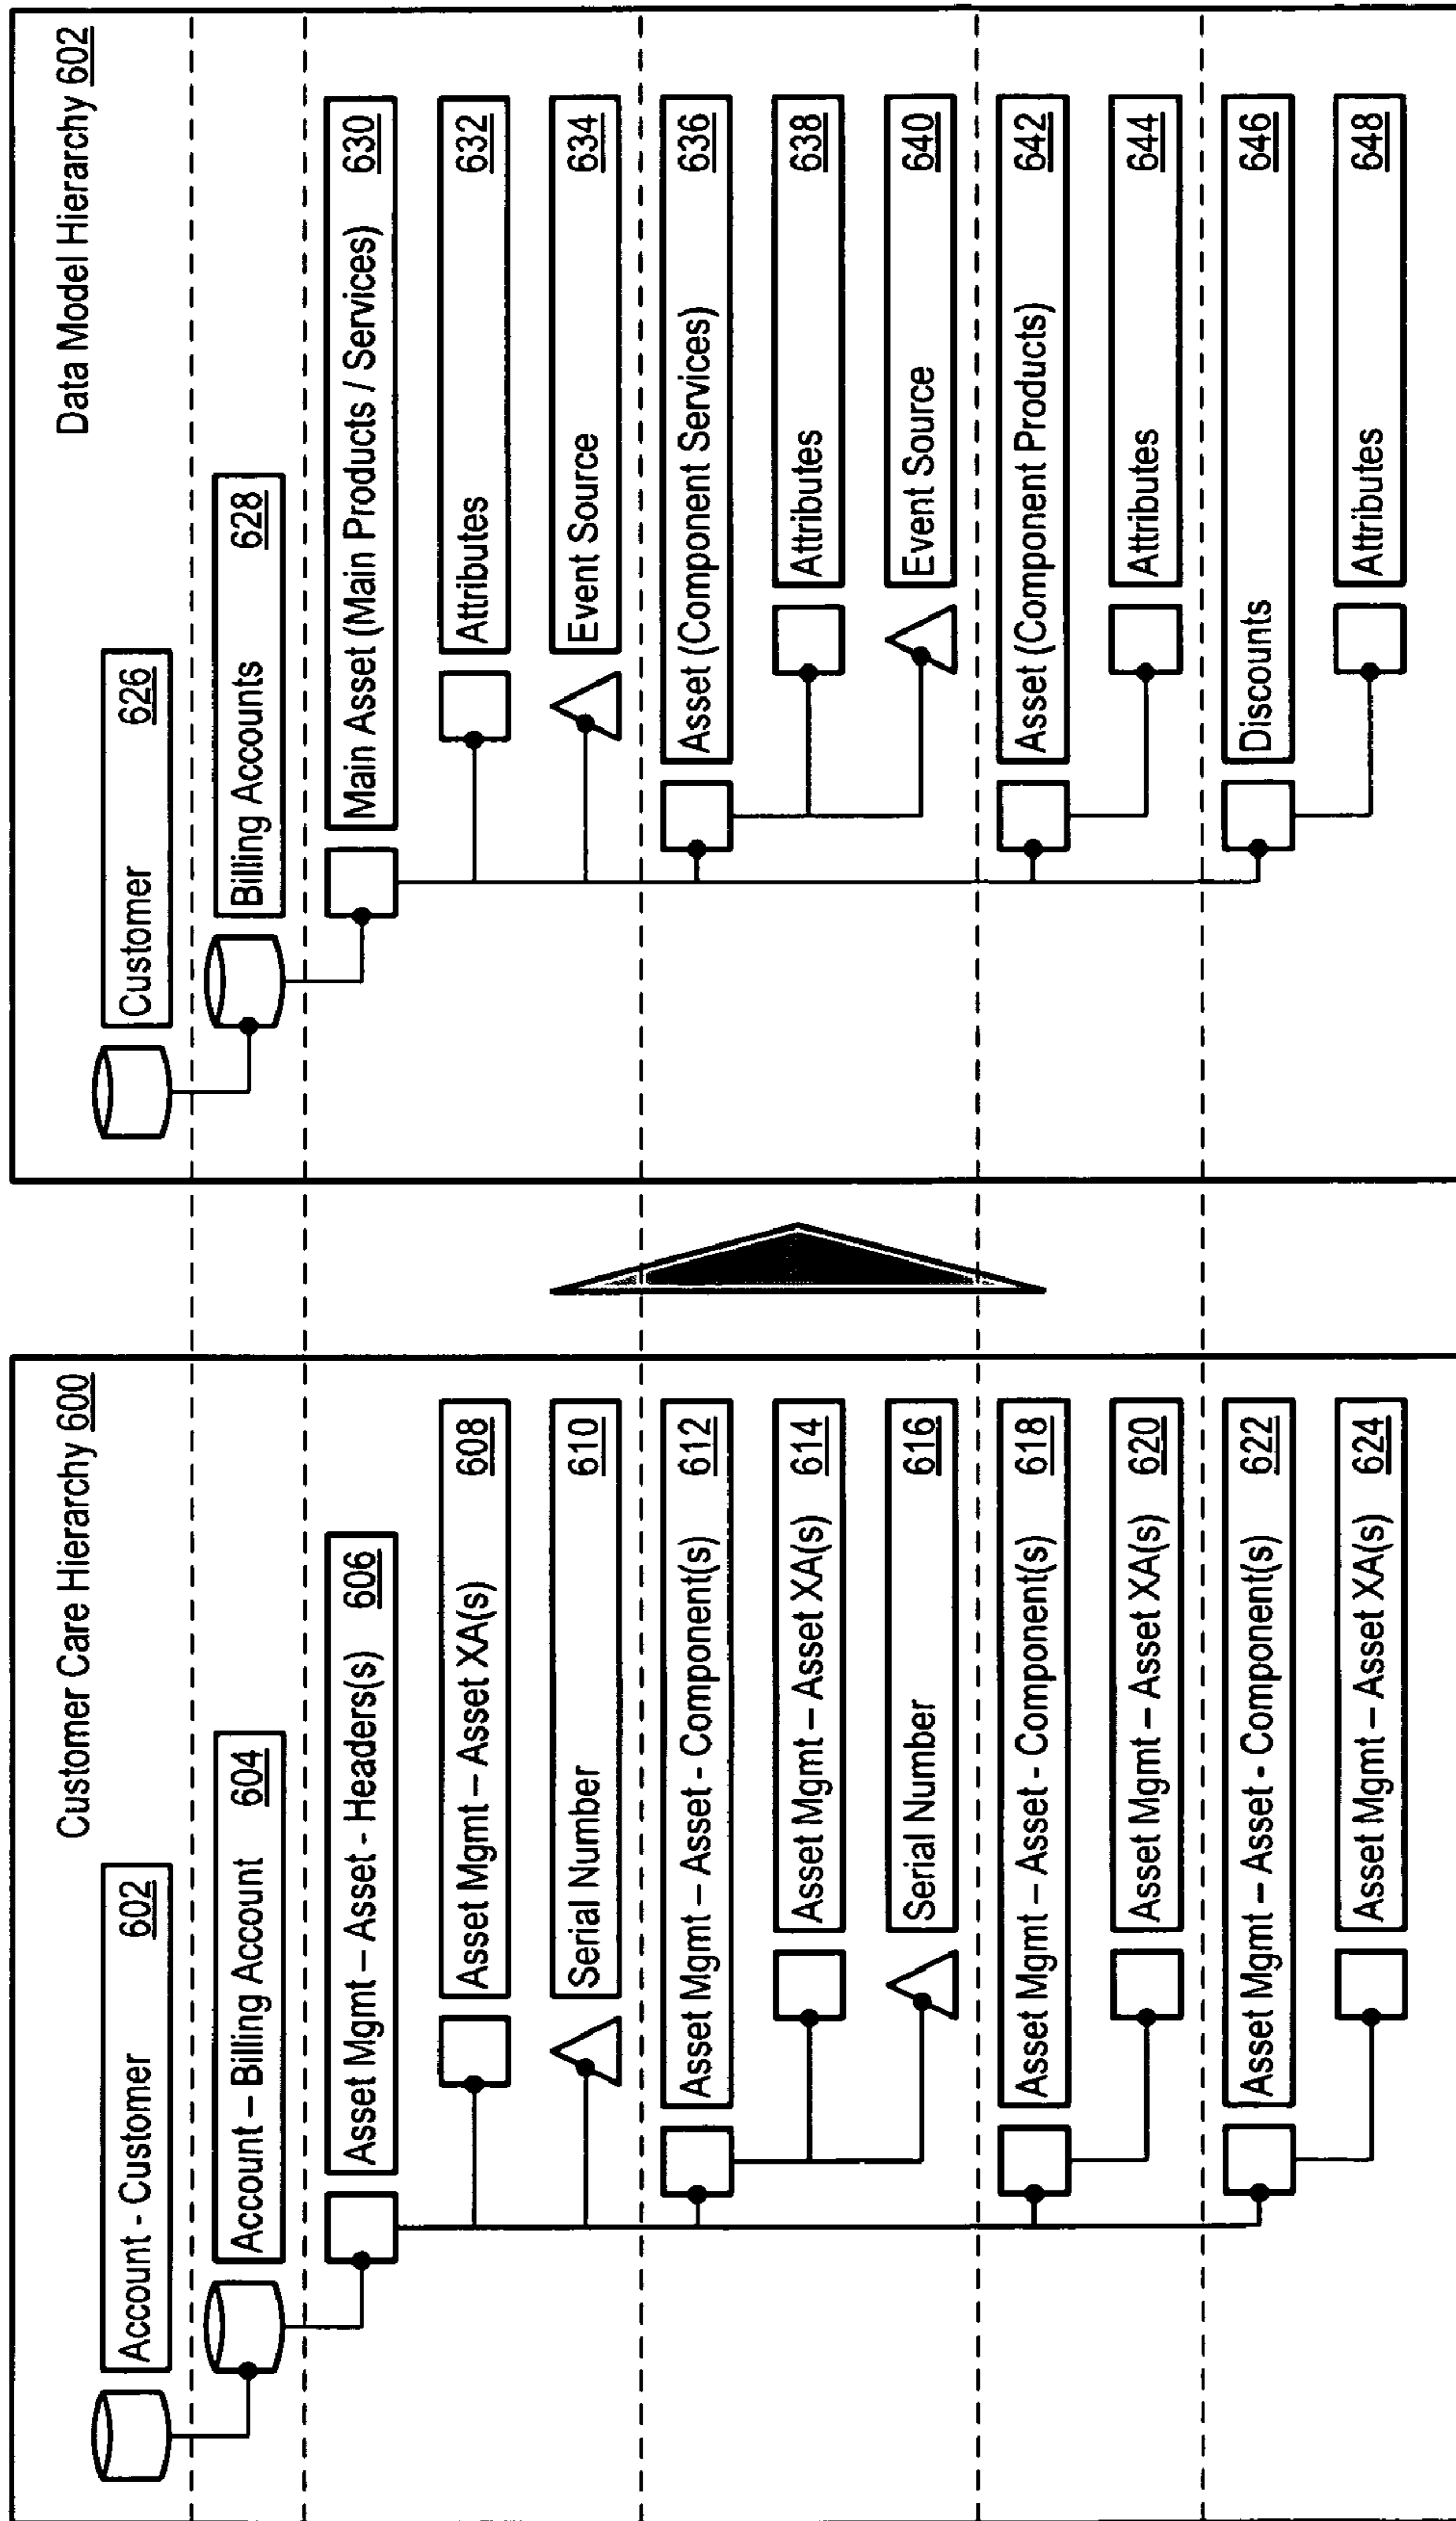 Customer Care Hierarchy 600
Account - Customer 602
Account – Billing Account 604
Asset Mgmt – Asset - Headers(s) 606
Asset Mgmt – Asset XA(s) 608
Serial Number 610
Asset Mgmt – Asset - Component(s) 612
Asset Mgmt – Asset XA(s) 614
Serial Number 616
Asset Mgmt – Asset - Component(s) 618
Asset Mgmt – Asset XA(s) 620
Asset Mgmt – Asset - Component(s) 622
Asset Mgmt – Asset XA(s) 624
Data Model Hierarchy 602
Customer 626
Billing Accounts 628
Main Asset (Main Products / Services) 630
Attributes 632
Event Source 634
Asset (Component Services) 636
Attributes 638
Event Source 640
Asset (Component Products) 642
Attributes 644
Discounts 646
Attributes 648